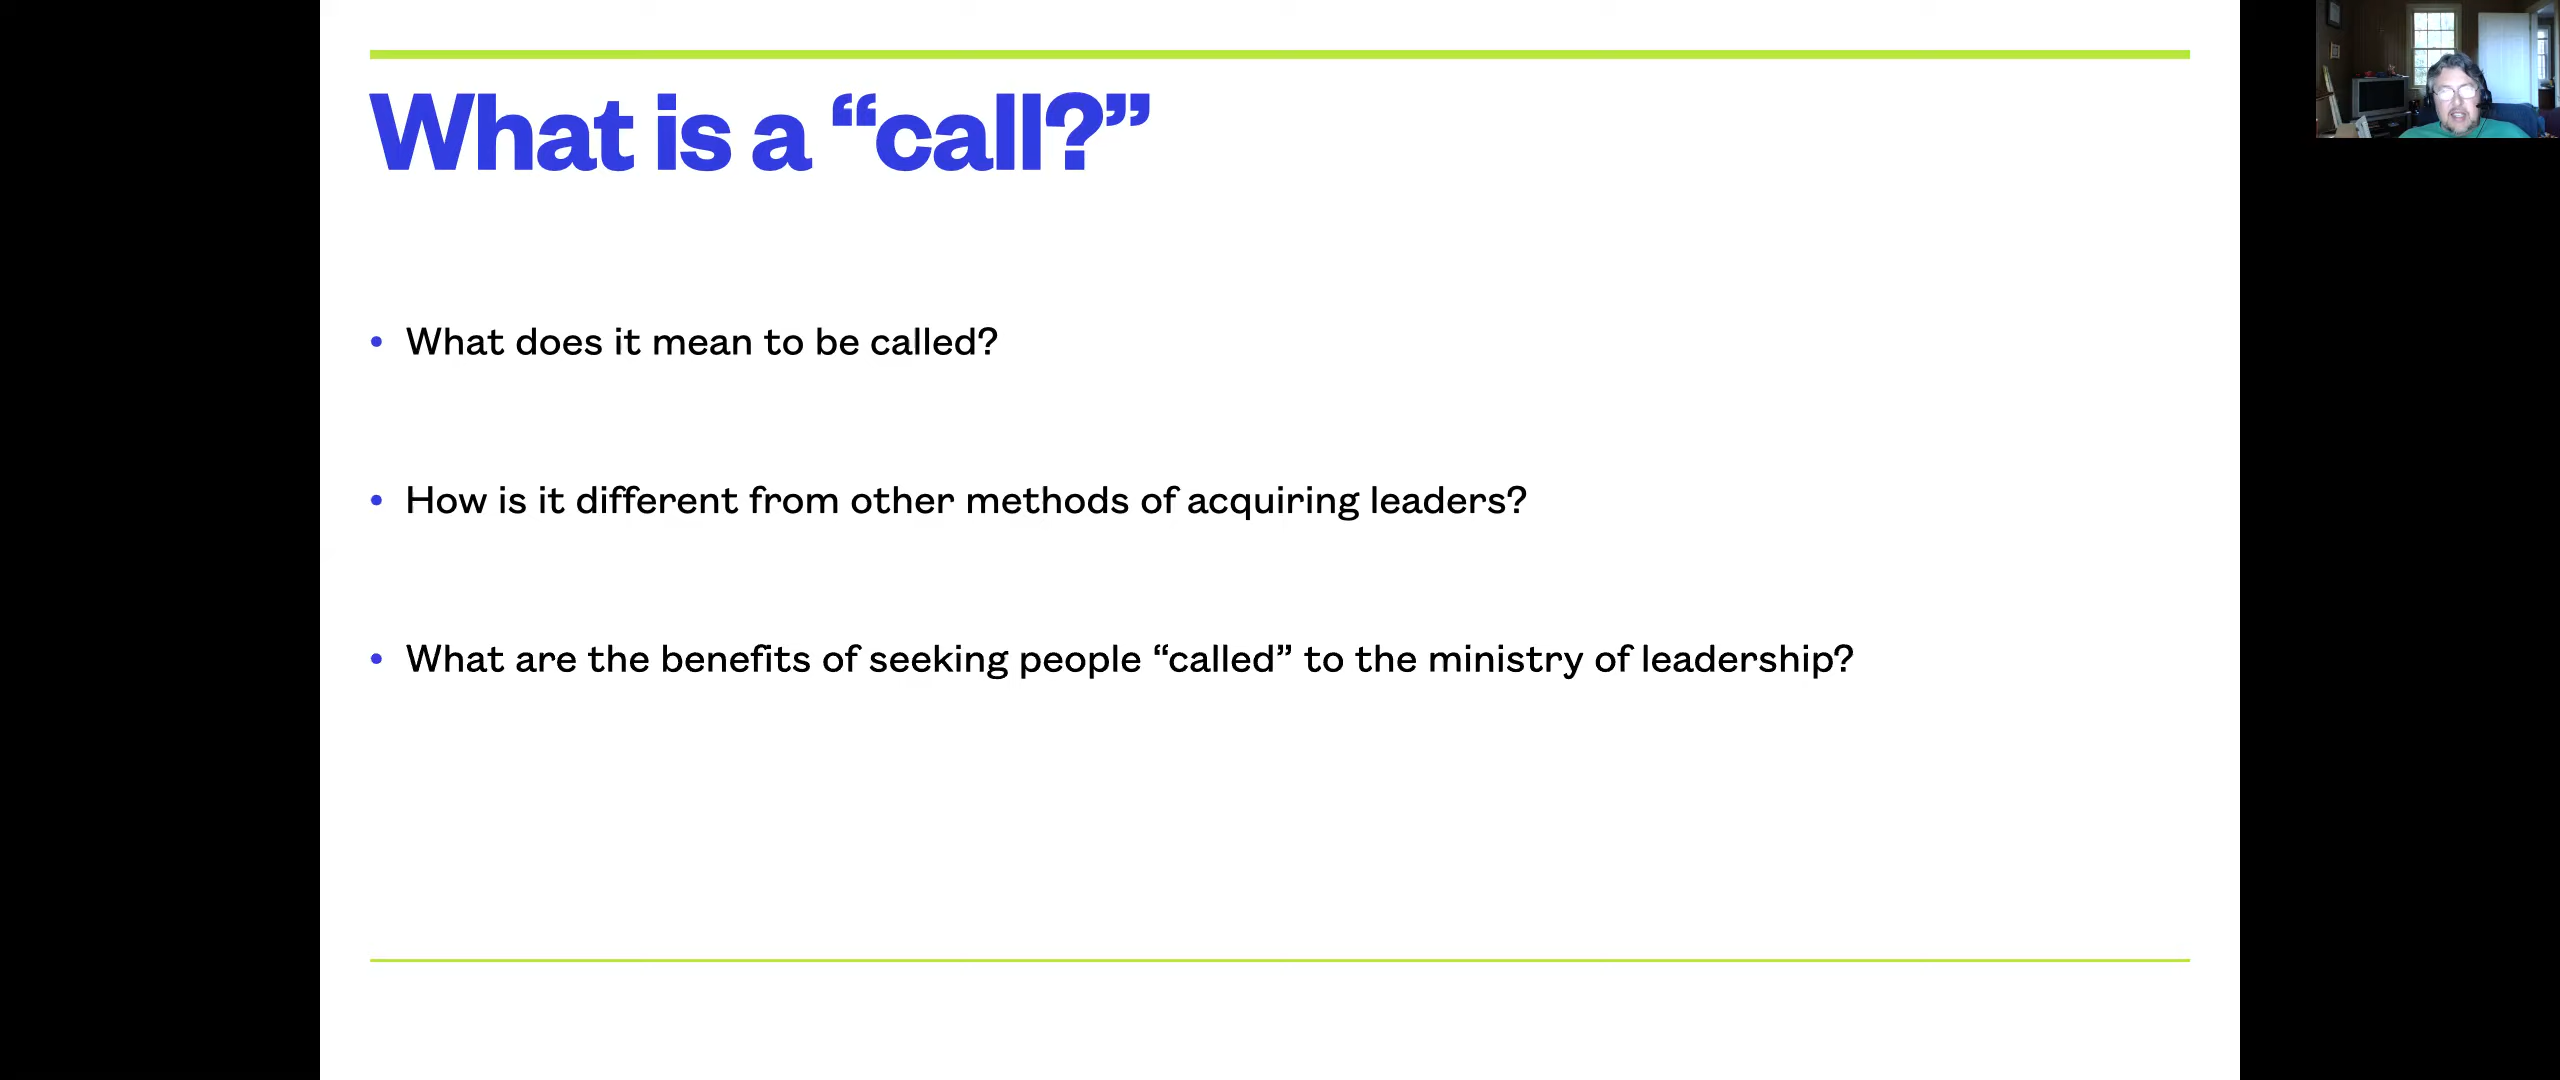 What is a “call?”
• What does it mean to be called?
• How is it different from other methods of acquiring leaders?
• What are the benefits of seeking people “called” to the ministry of leadership?